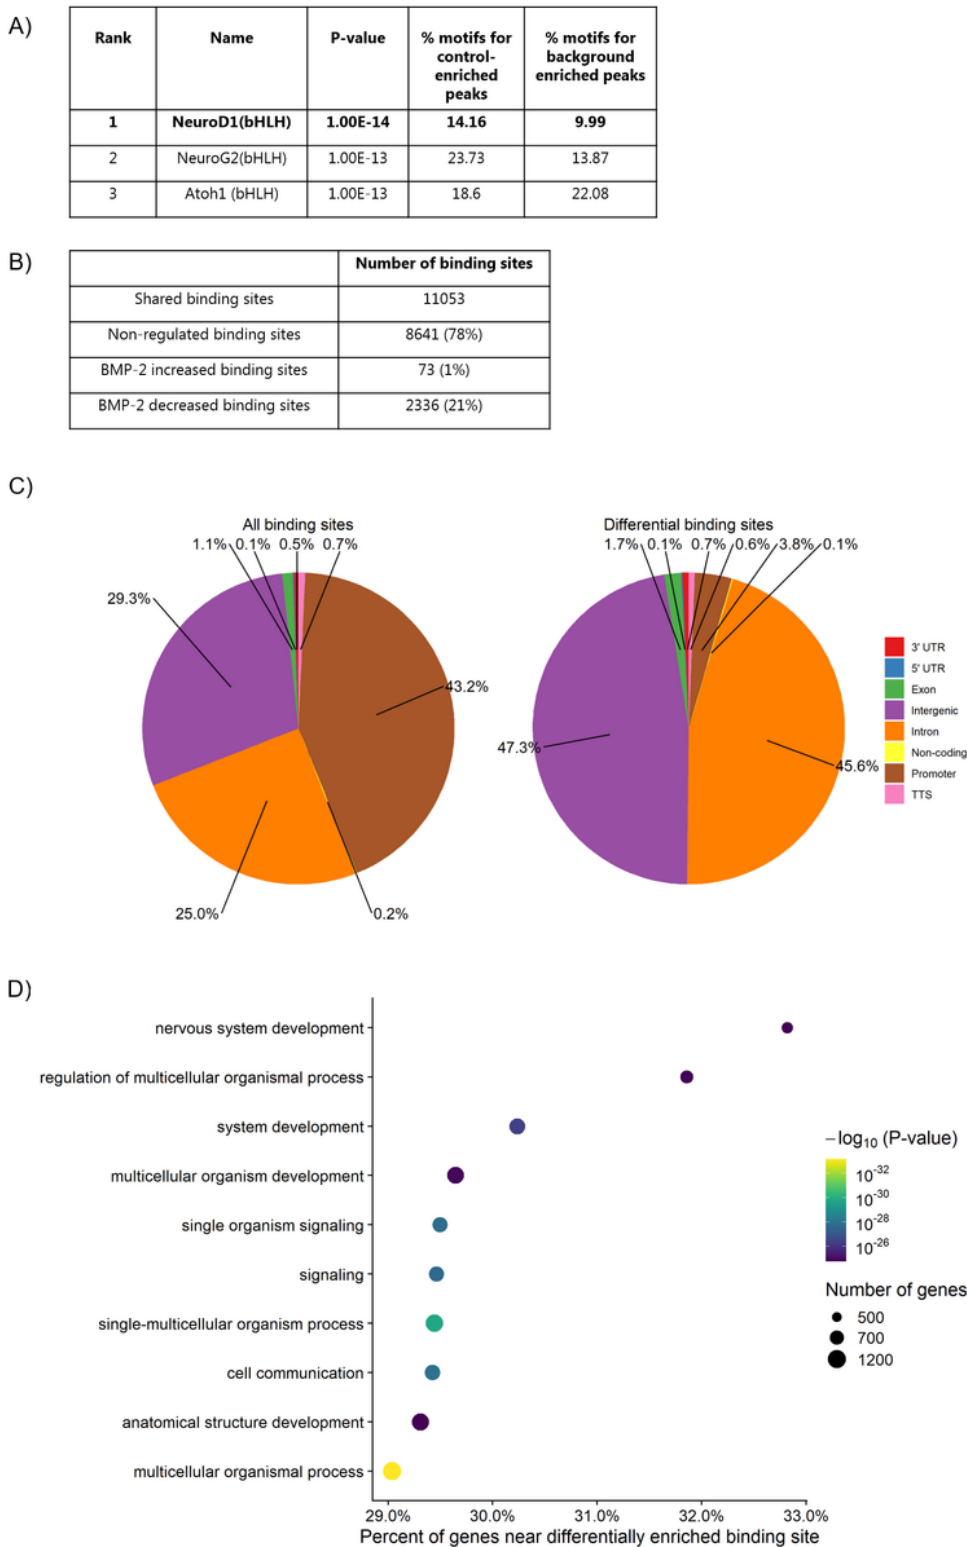 A)
Rank Name P-value % motifs for control-enriched peaks % motifs for background enriched peaks
1 NeuroD1(bHLH) 1.00E-14 14.16 9.99
2 NeuroG2(bHLH) 1.00E-13 23.73 13.87
3 Atoh1 (bHLH) 1.00E-13 18.6 22.08
B)
Number of binding sites
Shared binding sites 11053
Non-regulated binding sites 8641 (78%)
BMP-2 increased binding sites 73 (1%)
BMP-2 decreased binding sites 2336 (21%)
C)
All binding sites
1.1% 0.1% 0.5% 0.7%
29.3%
43.2%
25.0%
0.2%
Differential binding sites
1.7% 0.1% 0.7% 0.6% 3.8% 0.1%
47.3%
45.6%
3' UTR
5' UTR
Exon
Intergenic
Intron
Non-coding
Promoter
TTS
D)
nervous system development
regulation of multicellular organismal process
system development
multicellular organism development
single organism signaling
signaling
single-multicellular organism process
cell communication
anatomical structure development
multicellular organismal process
29.0% 30.0% 31.0% 32.0% 33.0%
Percent of genes near differentially enriched binding site
−log₁₀ (P-value)
10⁻³²
10⁻³⁰
10⁻²⁸
10⁻²⁶
Number of genes
500
700
1200